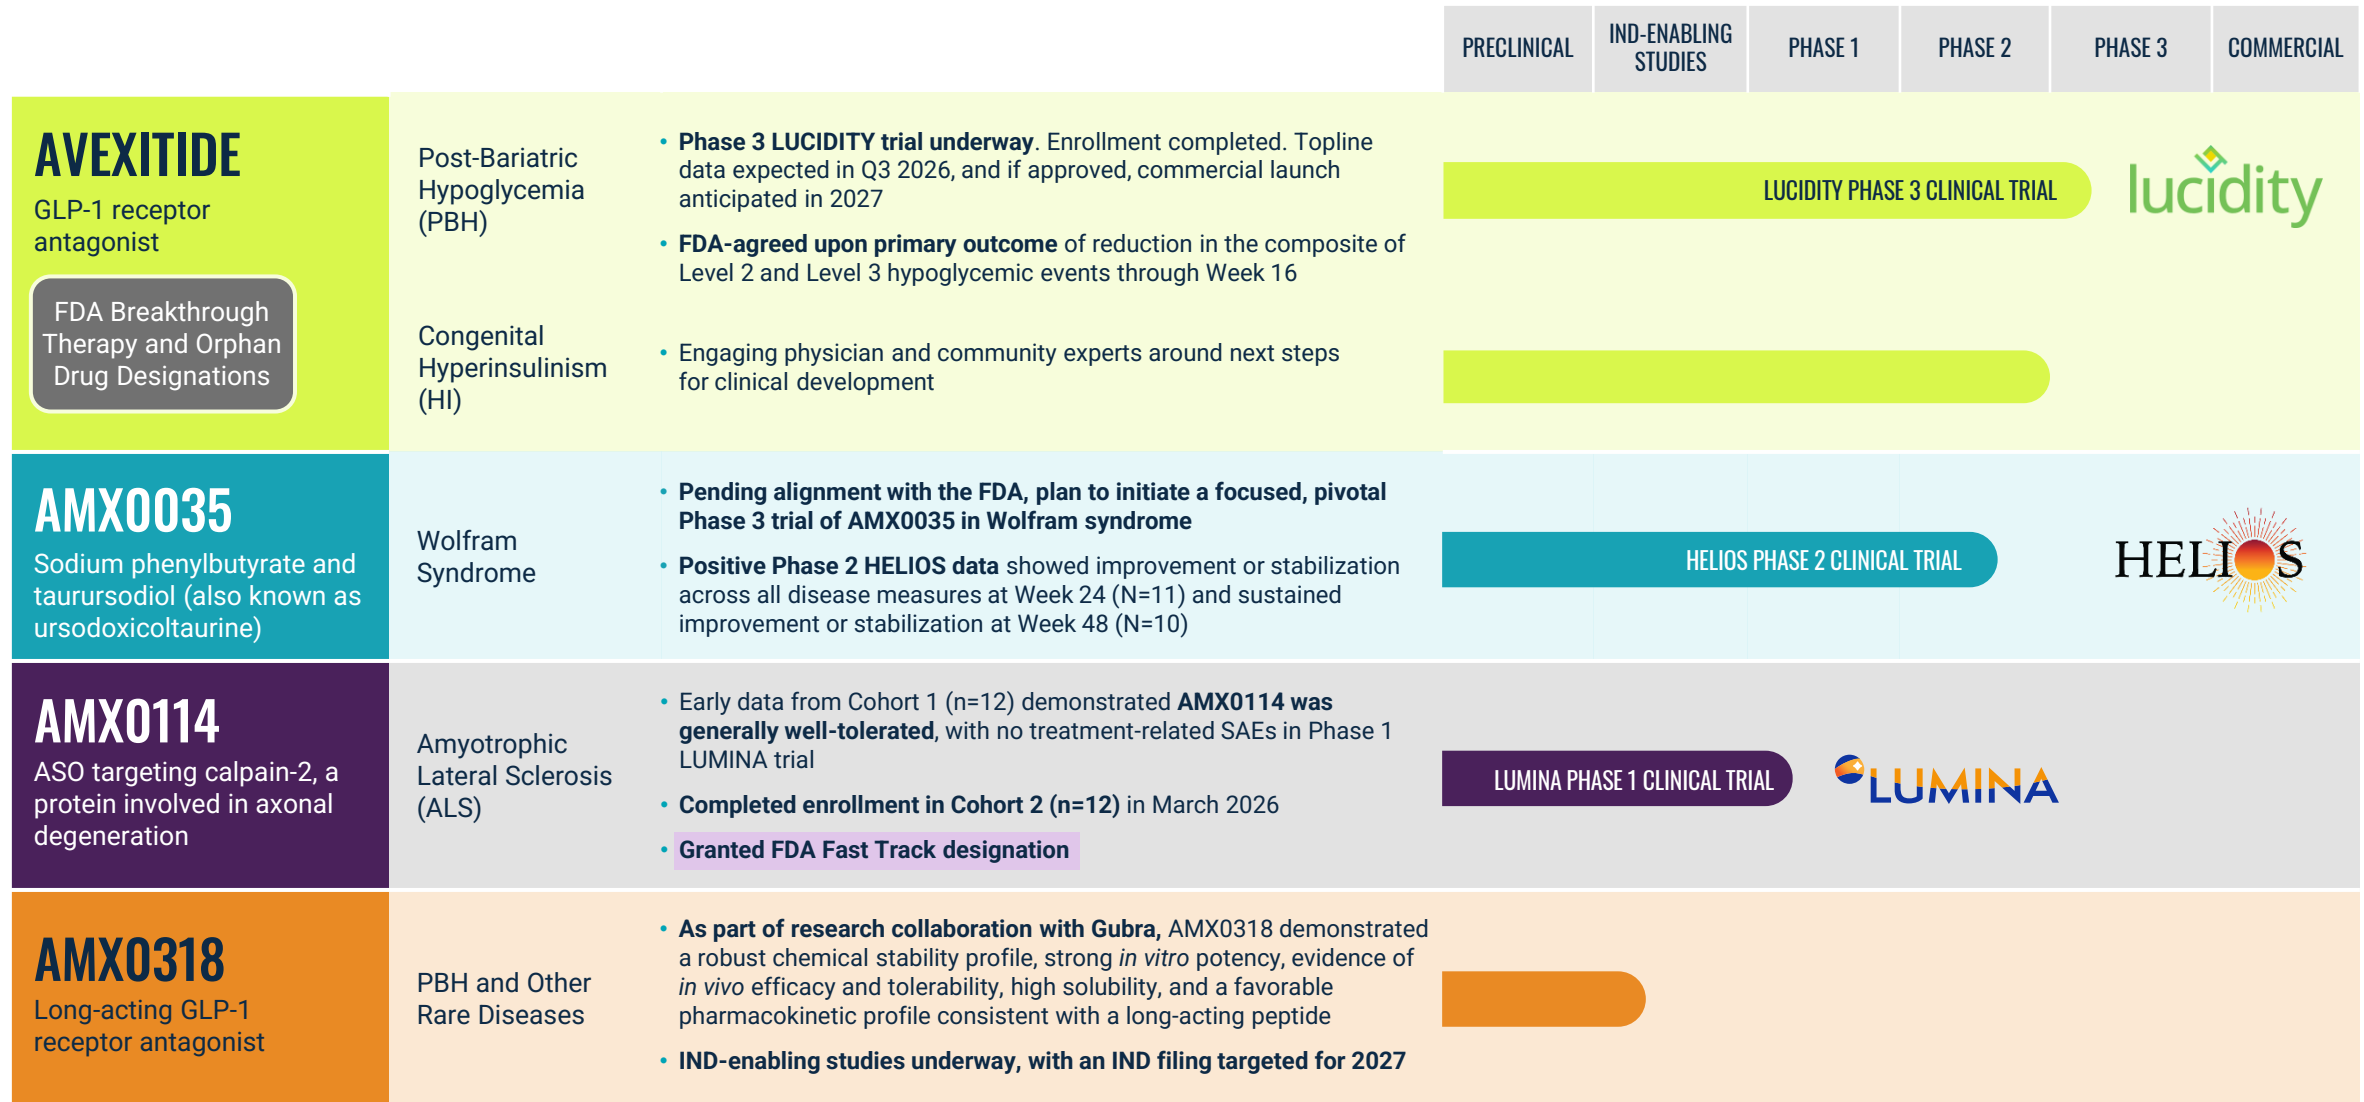 PRECLINICAL
IND-ENABLING
STUDIES
PHASE 1
PHASE 2
PHASE 3
COMMERCIAL
AVEXITIDE
GLP-1 receptor
antagonist
FDA Breakthrough
Therapy and Orphan
Drug Designations
Post-Bariatric
Hypoglycemia
(PBH)
• Phase 3 LUCIDITY trial underway. Enrollment completed. Topline
data expected in Q3 2026, and if approved, commercial launch
anticipated in 2027
• FDA-agreed upon primary outcome of reduction in the composite of
Level 2 and Level 3 hypoglycemic events through Week 16
LUCIDITY PHASE 3 CLINICAL TRIAL
lucidity
Congenital
Hyperinsulinism
(HI)
• Engaging physician and community experts around next steps
for clinical development
AMX0035
Sodium phenylbutyrate and
taurursodiol (also known as
ursodoxicoltaurine)
Wolfram
Syndrome
• Pending alignment with the FDA, plan to initiate a focused, pivotal
Phase 3 trial of AMX0035 in Wolfram syndrome
• Positive Phase 2 HELIOS data showed improvement or stabilization
across all disease measures at Week 24 (N=11) and sustained
improvement or stabilization at Week 48 (N=10)
HELIOS PHASE 2 CLINICAL TRIAL
HELIOS
AMX0114
ASO targeting calpain-2, a
protein involved in axonal
degeneration
Amyotrophic
Lateral Sclerosis
(ALS)
• Early data from Cohort 1 (n=12) demonstrated AMX0114 was
generally well-tolerated, with no treatment-related SAEs in Phase 1
LUMINA trial
• Completed enrollment in Cohort 2 (n=12) in March 2026
• Granted FDA Fast Track designation
LUMINA PHASE 1 CLINICAL TRIAL
LUMINA
AMX0318
Long-acting GLP-1
receptor antagonist
PBH and Other
Rare Diseases
• As part of research collaboration with Gubra, AMX0318 demonstrated
a robust chemical stability profile, strong in vitro potency, evidence of
in vivo efficacy and tolerability, high solubility, and a favorable
pharmacokinetic profile consistent with a long-acting peptide
• IND-enabling studies underway, with an IND filing targeted for 2027